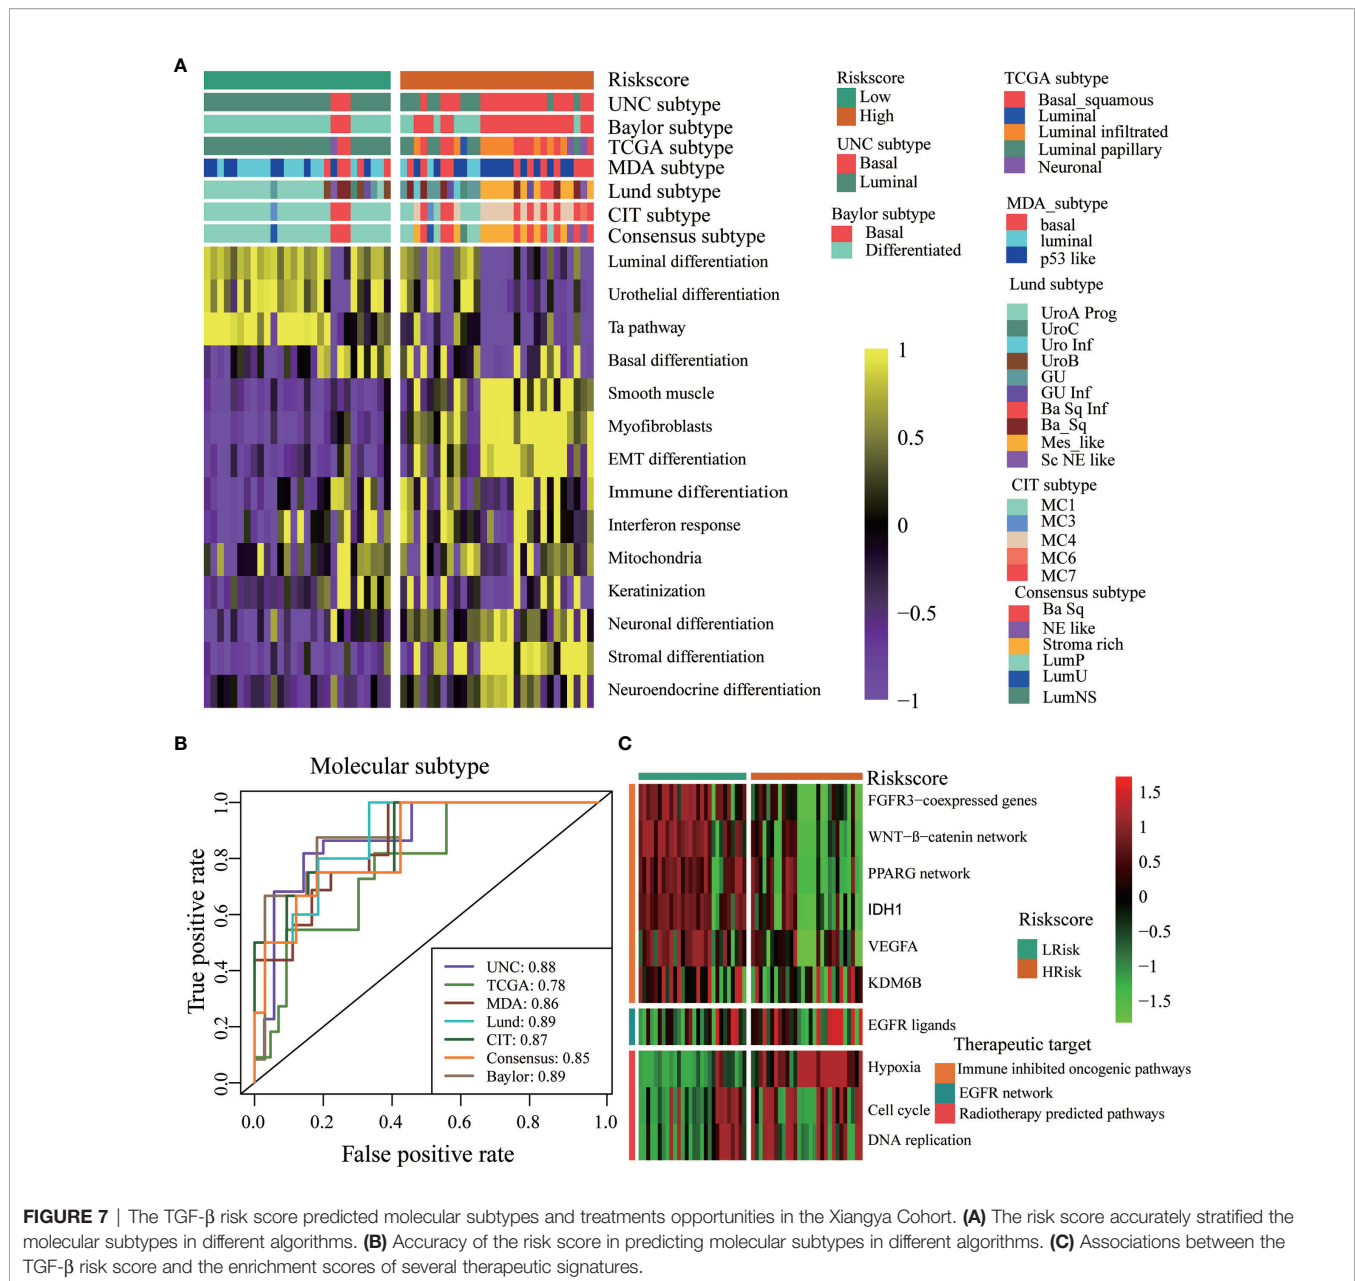 A
Riskscore
UNC subtype
Baylor subtype
TCGA subtype
MDA subtype
Lund subtype
CIT subtype
Consensus subtype
Luminal differentiation
Urothelial differentiation
Ta pathway
Basal differentiation
Smooth muscle
Myofibroblasts
EMT differentiation
Immune differentiation
Interferon response
Mitochondria
Keratinization
Neuronal differentiation
Stromal differentiation
Neuroendocrine differentiation
Riskscore
Low
High
UNC subtype
Basal
Luminal
Baylor subtype
Basal
Differentiated
1
0.5
0
−0.5
−1
TCGA subtype
Basal_squamous
Luminal
Luminal infiltrated
Luminal papillary
Neuronal
MDA_subtype
basal
luminal
p53 like
Lund subtype
UroA Prog
UroC
Uro Inf
UroB
GU
GU Inf
Ba Sq Inf
Ba_Sq
Mes_like
Sc NE like
CIT subtype
MC1
MC3
MC4
MC6
MC7
Consensus subtype
Ba Sq
NE like
Stroma rich
LumP
LumU
LumNS
B
Molecular subtype
True positive rate
1.0
0.8
0.6
0.4
0.2
0.0
UNC: 0.88
TCGA: 0.78
MDA: 0.86
Lund: 0.89
CIT: 0.87
Consensus: 0.85
Baylor: 0.89
0.0 0.2 0.4 0.6 0.8 1.0
False positive rate
C
Riskscore
FGFR3−coexpressed genes
WNT−ß−catenin network
PPARG network
IDH1
VEGFA
KDM6B
EGFR ligands
Hypoxia
Cell cycle
DNA replication
1.5
1
0.5
0
−0.5
−1
−1.5
Riskscore
LRisk
HRisk
Therapeutic target
Immune inhibited oncogenic pathways
EGFR network
Radiotherapy predicted pathways
FIGURE 7 | The TGF-β risk score predicted molecular subtypes and treatments opportunities in the Xiangya Cohort. (A) The risk score accurately stratified the
molecular subtypes in different algorithms. (B) Accuracy of the risk score in predicting molecular subtypes in different algorithms. (C) Associations between the
TGF-β risk score and the enrichment scores of several therapeutic signatures.